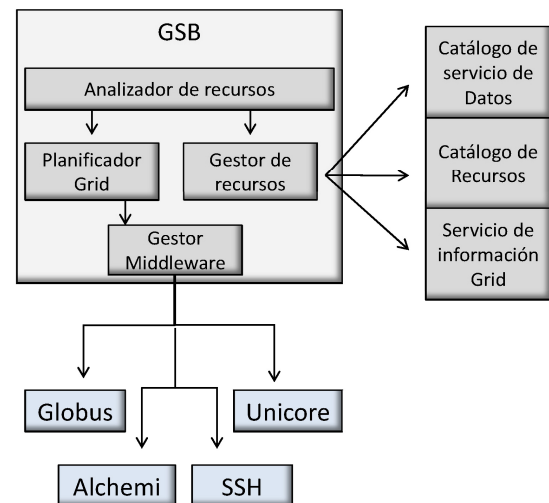 GSB
Analizador de recursos
Planificador
Grid
Gestor de
recursos
Gestor
Middleware
Catálogo de
servicio de
Datos
Catálogo de
Recursos
Servicio de
información
Grid
Globus
Unicore
Alchemi
SSH